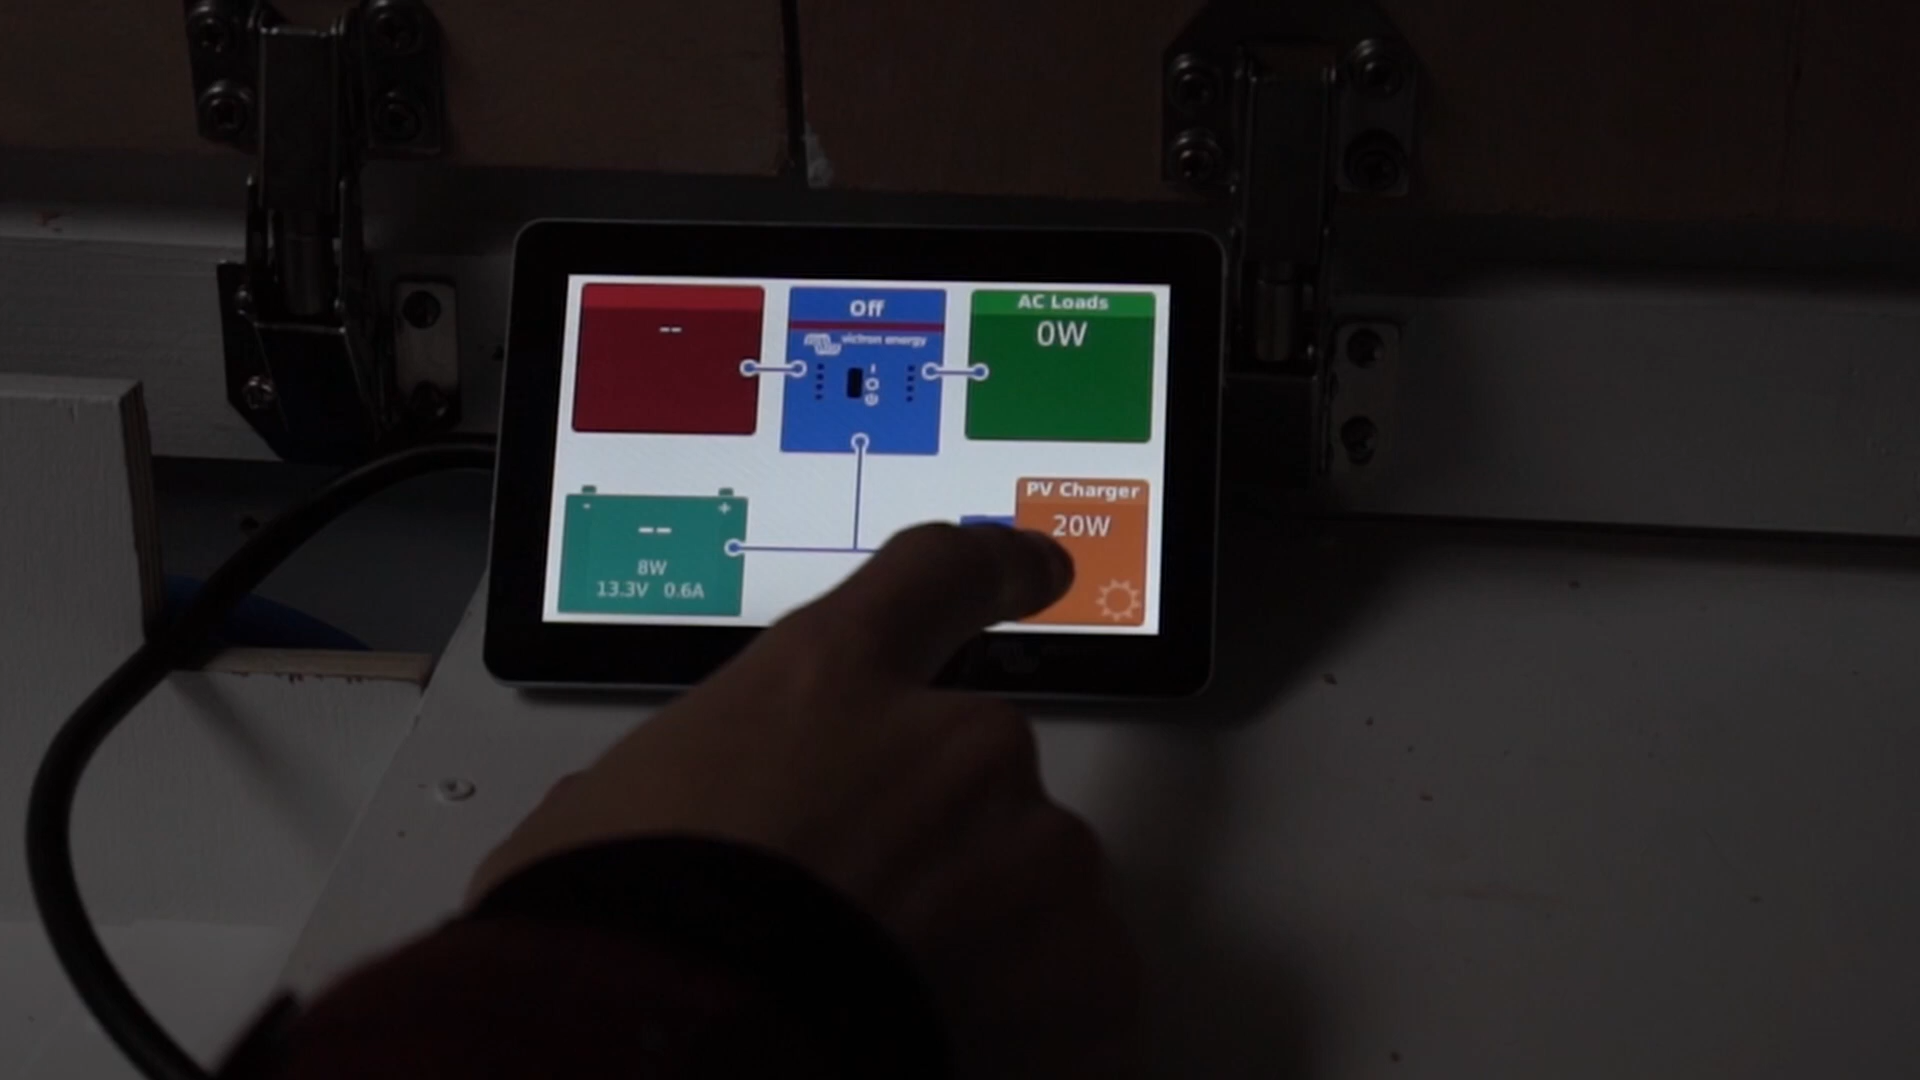 --
Off
victron energy
AC Loads
0W
--
8W
13.3V 0.6A
PV Charger
20W